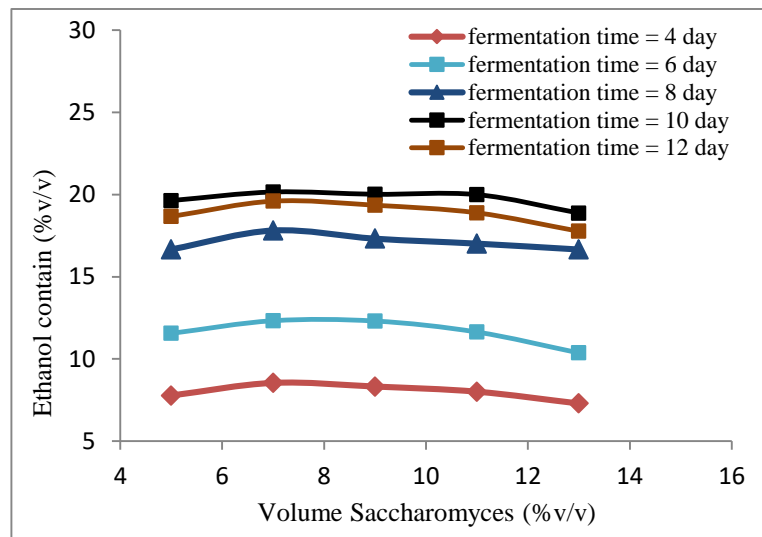 30
25
20
15
10
5
4
6
8
10
12
14
16
Ethanol contain (%v/v)
Volume Saccharomyces (%v/v)
fermentation time = 4 day
fermentation time = 6 day
fermentation time = 8 day
fermentation time = 10 day
fermentation time = 12 day